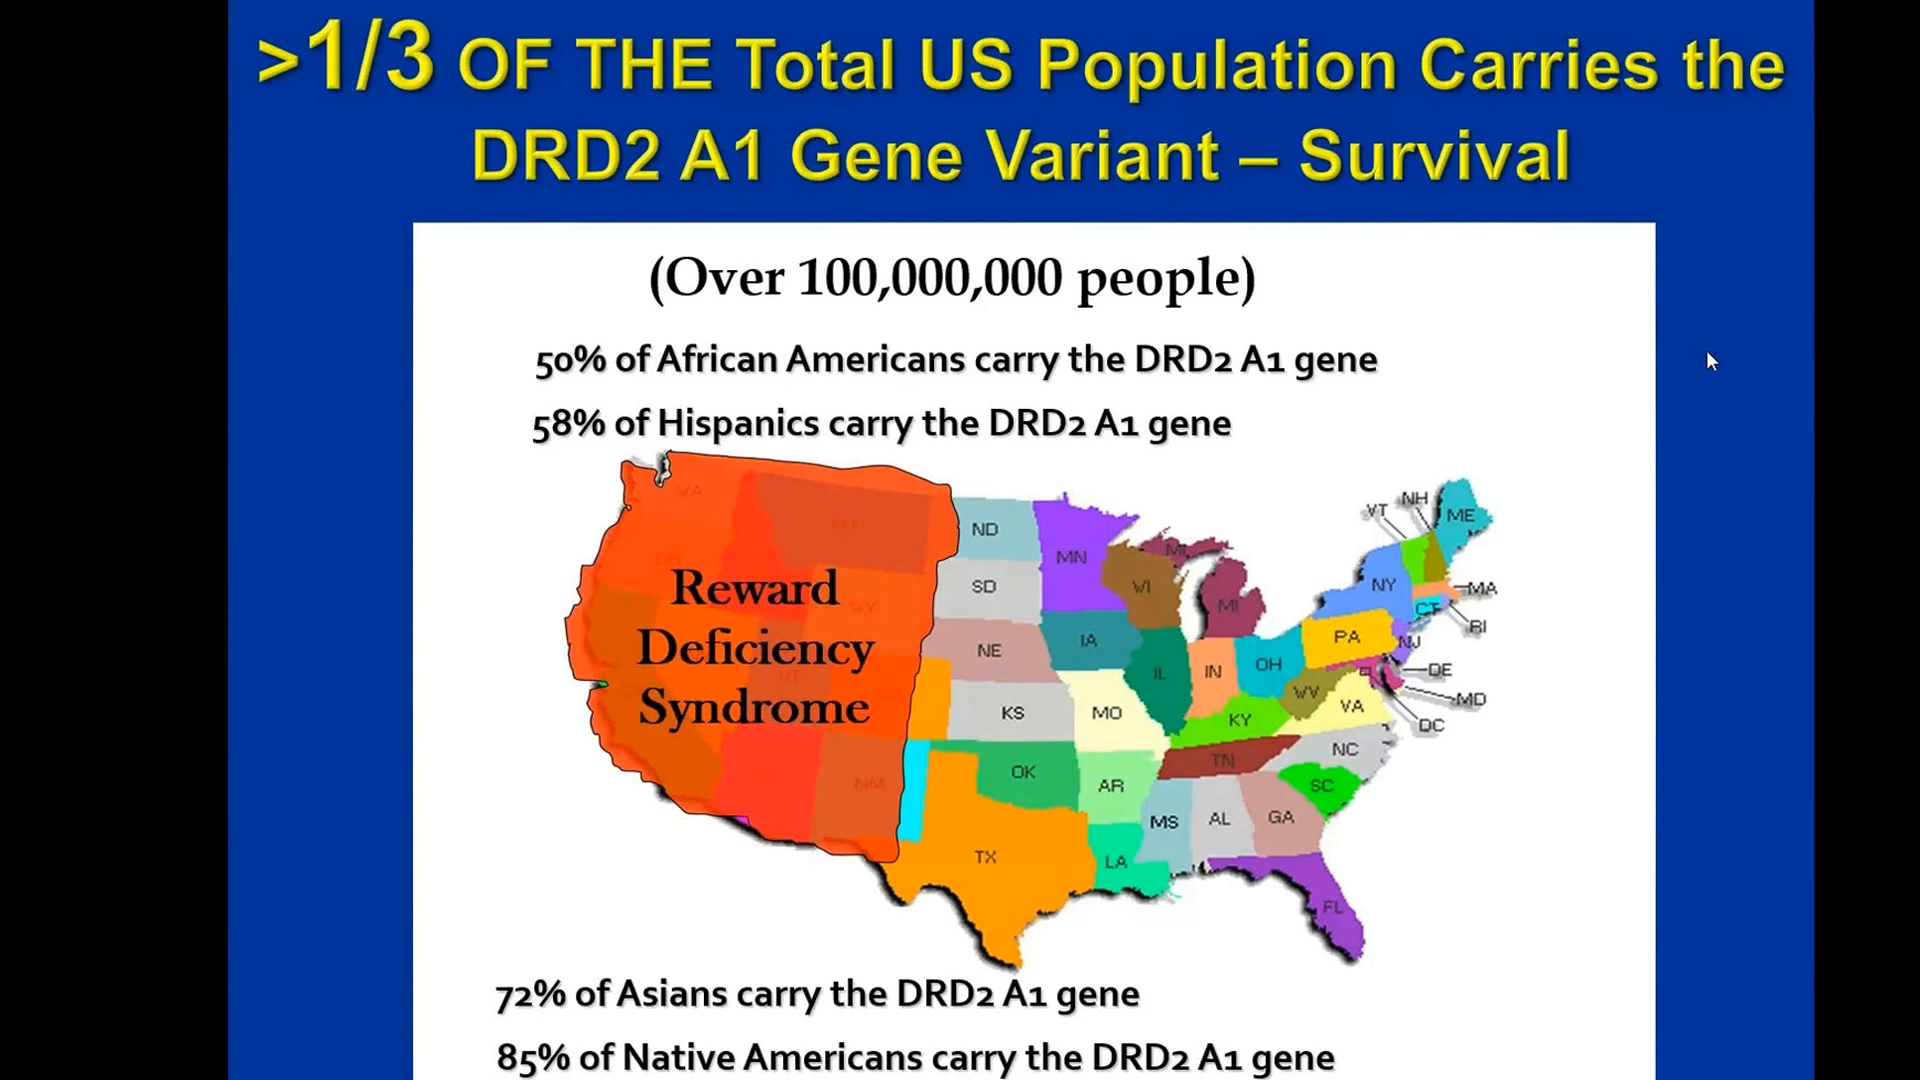 >1/3 OF THE Total US Population Carries the
DRD2 A1 Gene Variant – Survival
(Over 100,000,000 people)
50% of African Americans carry the DRD2 A1 gene
58% of Hispanics carry the DRD2 A1 gene
Reward
Deficiency
Syndrome
WA
WY
NM
ND
SD
NE
KS
OK
TX
MN
IA
MO
AR
LA
WI
IL
MI
MI
IN
OH
KY
TN
MS
AL
GA
FL
SC
NC
VA
WV
PA
NY
VT
NH
ME
MA
CT
RI
NJ
DE
MD
DC
72% of Asians carry the DRD2 A1 gene
85% of Native Americans carry the DRD2 A1 gene